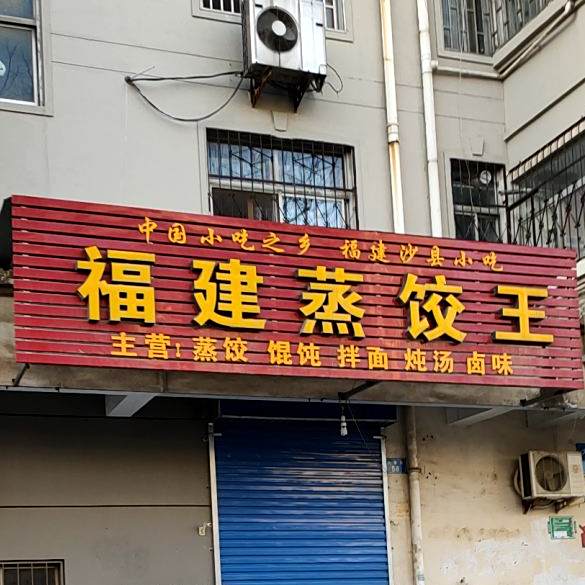 中国小吃之乡 福建沙县小吃
福建蒸饺王
主营:蒸饺 馄饨 拌面 炖汤 卤味